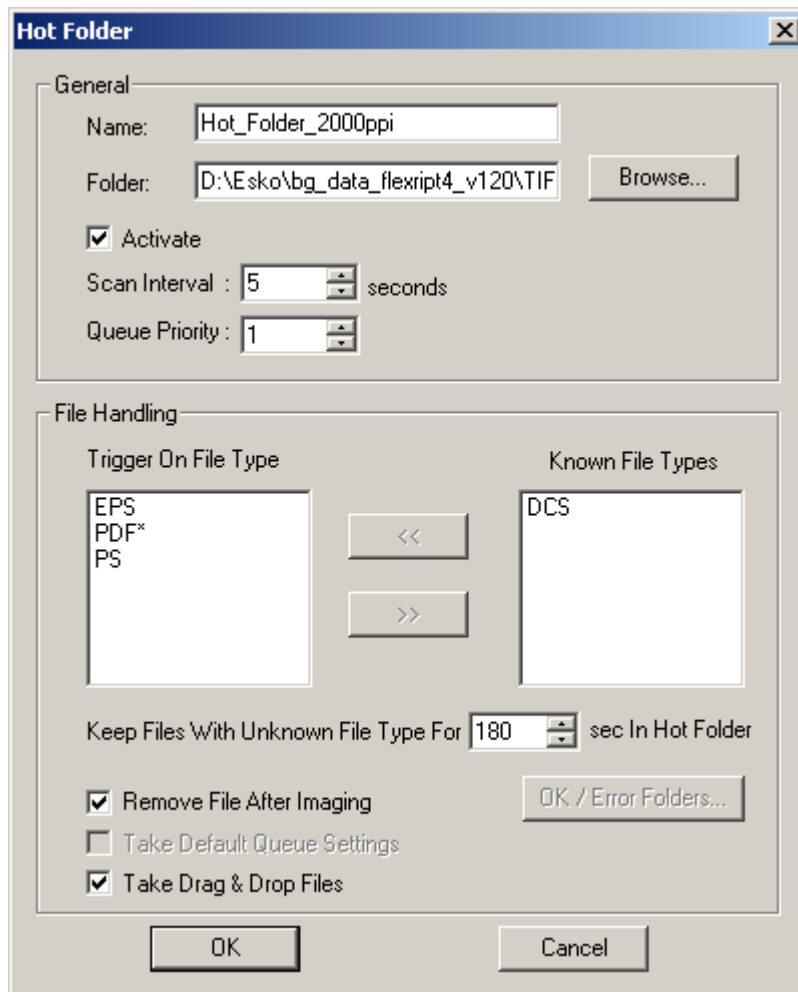 Hot Folder
General
Name: Hot_Folder_2000ppi
Folder: D:\Esko\bg_data_flexript4_v120\TIF Browse...
Activate
Scan Interval : 5 seconds
Queue Priority : 1
File Handling
Trigger On File Type Known File Types
EPS DCS
PDF* <<
PS
>>
Keep Files With Unknown File Type For 180 sec In Hot Folder
Remove File After Imaging OK / Error Folders...
Take Default Queue Settings
Take Drag & Drop Files
OK Cancel